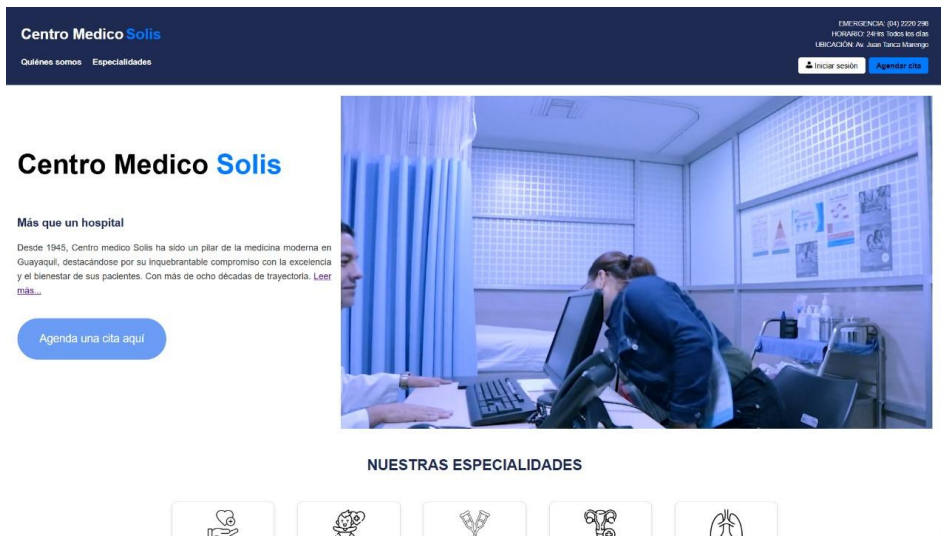 Centro Medico Solis
EMERGENCIA: (04) 2220 298
HORARIO: 24Hrs Todos los días
UBICACIÓN: Av. Juan Tanca Marengo
Quiénes somos Especialidades
Iniciar sesión Agendar cita
Centro Medico Solis
Más que un hospital
Desde 1945, Centro medico Solis ha sido un pilar de la medicina moderna en
Guayaquil, destacándose por su inquebrantable compromiso con la excelencia
y el bienestar de sus pacientes. Con más de ocho décadas de trayectoria. Leer
más...
Agenda una cita aquí
NUESTRAS ESPECIALIDADES